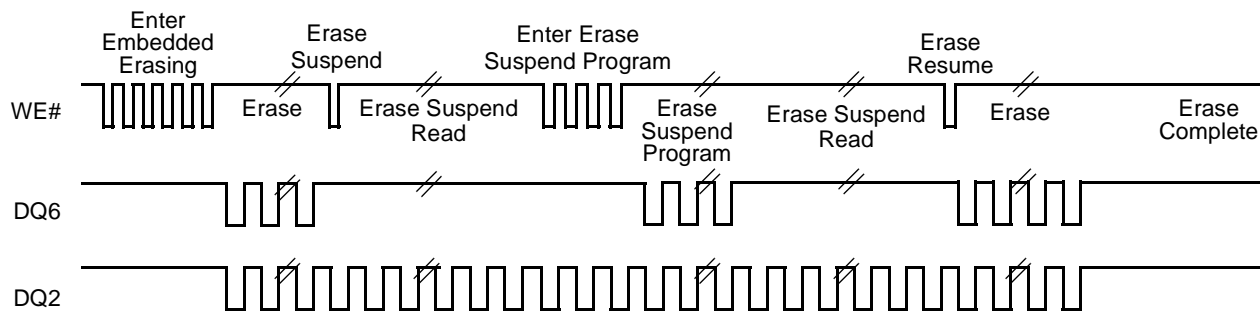 Enter
Embedded
Erasing
Erase
Suspend
Enter Erase
Suspend Program
Erase
Resume
WE#
Erase
Erase Suspend
Read
Erase
Suspend
Program
Erase Suspend
Read
Erase
Erase
Complete
DQ6
DQ2